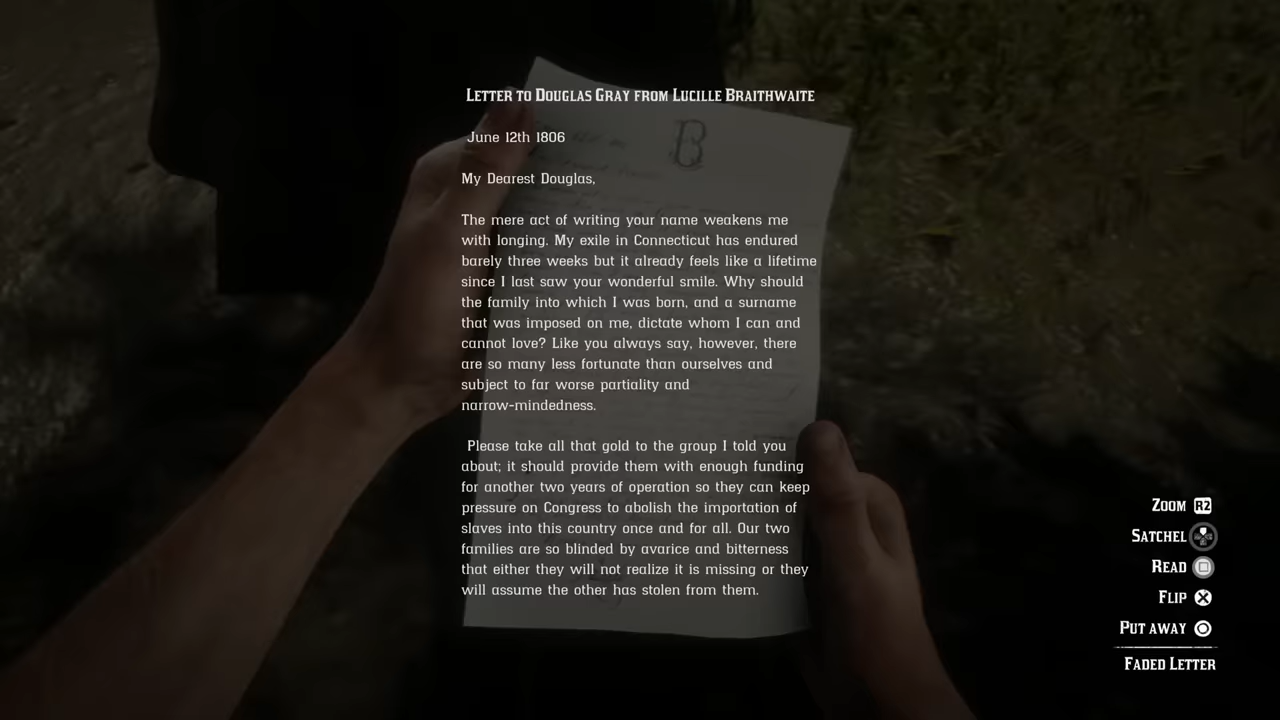 Letter to Douglas Gray from Lucille Braithwaite
June 12th 1806
My Dearest Douglas,
The mere act of writing your name weakens me
with longing. My exile in Connecticut has endured
barely three weeks but it already feels like a lifetime
since I last saw your wonderful smile. Why should
the family into which I was born, and a surname
that was imposed on me, dictate whom I can and
cannot love? Like you always say, however, there
are so many less fortunate than ourselves and
subject to far worse partiality and
narrow-mindedness.
Please take all that gold to the group I told you
about; it should provide them with enough funding
for another two years of operation so they can keep
pressure on Congress to abolish the importation of
slaves into this country once and for all. Our two
families are so blinded by avarice and bitterness
that either they will not realize it is missing or they
will assume the other has stolen from them.
B
Zoom R2
Satchel
Read
Flip
Put away
Faded Letter